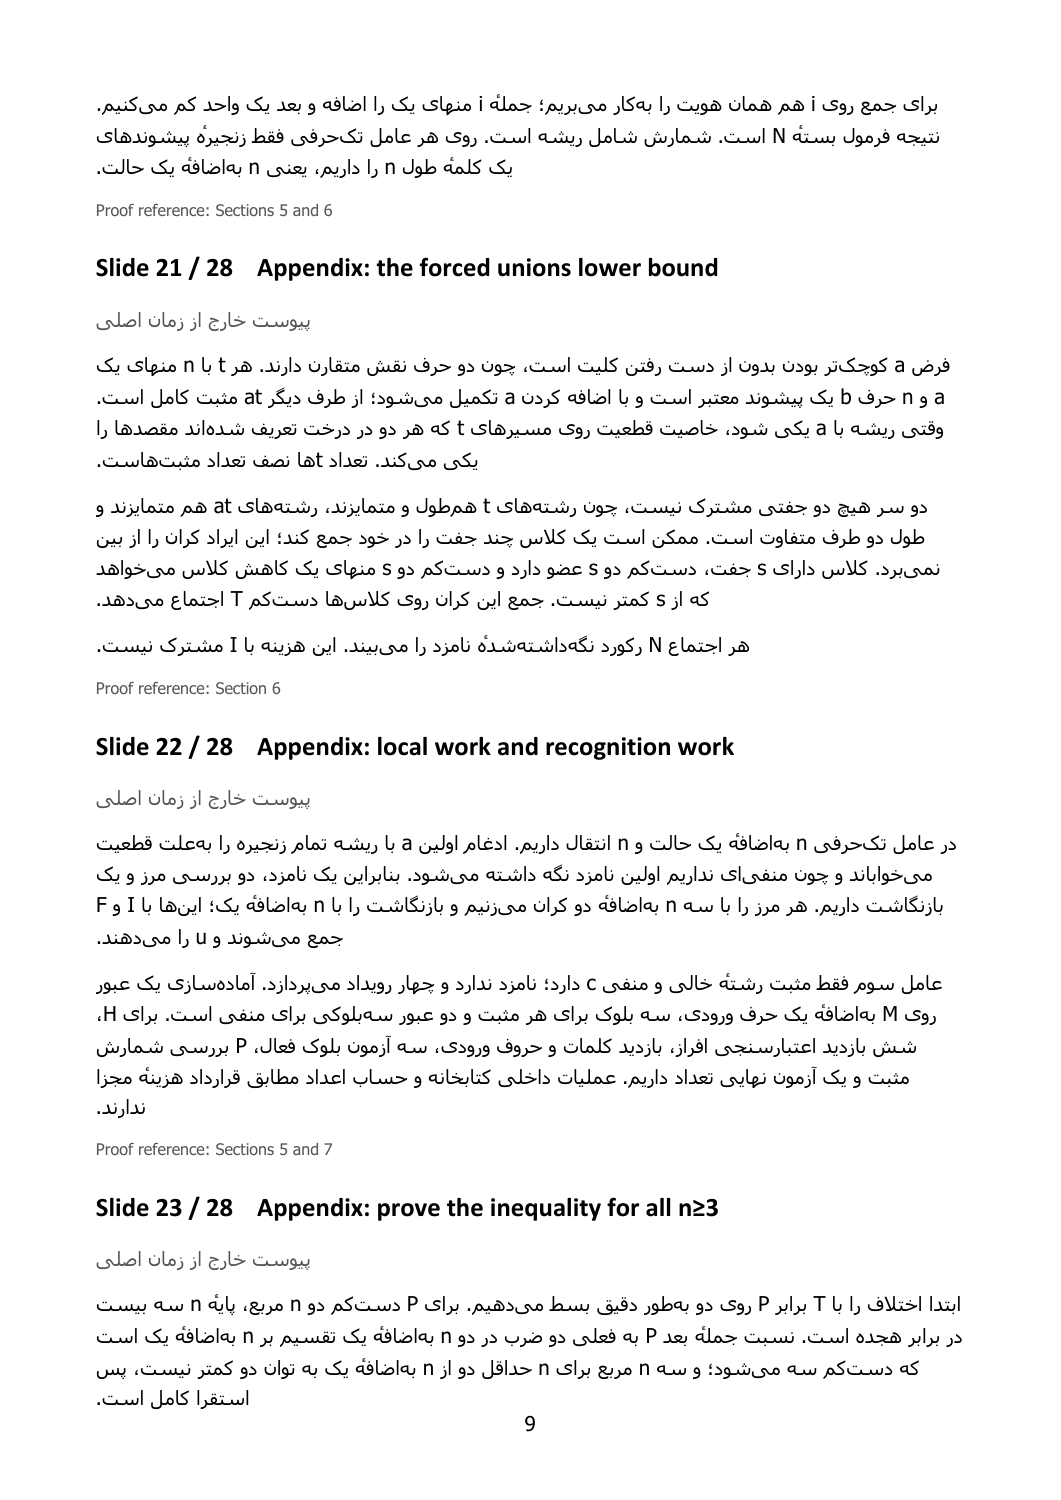 برای جمع روی i هم همان هویت را به‌کار می‌بریم؛ جملهٔ i منهای یک را اضافه و بعد یک واحد کم می‌کنیم.
نتیجه فرمول بستهٔ N است. شمارش شامل ریشه است. روی هر عامل تک‌حرفی فقط زنجیرهٔ پیشوندهای
یک کلمهٔ طول n را داریم، یعنی n به‌اضافهٔ یک حالت.
Proof reference: Sections 5 and 6
Slide 21 / 28 Appendix: the forced unions lower bound
پیوست خارج از زمان اصلی
فرض a کوچک‌تر بودن بدون از دست رفتن کلیت است، چون دو حرف نقش متقارن دارند. هر t با n منهای یک
a و n حرف b یک پیشوند معتبر است و با اضافه کردن a تکمیل می‌شود؛ از طرف دیگر at مثبت کامل است.
وقتی ریشه با a یکی شود، خاصیت قطعیت روی مسیرهای t که هر دو در درخت تعریف شده‌اند مقصدها را
یکی می‌کند. تعداد tها نصف تعداد مثبت‌هاست.
دو سر هیچ دو جفتی مشترک نیست، چون رشته‌های t هم‌طول و متمایزند، رشته‌های at هم متمایزند و
طول دو طرف متفاوت است. ممکن است یک کلاس چند جفت را در خود جمع کند؛ این ایراد کران را از بین
نمی‌برد. کلاس دارای s جفت، دست‌کم دو s عضو دارد و دست‌کم دو s منهای یک کاهش کلاس می‌خواهد
که از s کمتر نیست. جمع این کران روی کلاس‌ها دست‌کم T اجتماع می‌دهد.
هر اجتماع N رکورد نگه‌داشته‌شدهٔ نامزد را می‌بیند. این هزینه با I مشترک نیست.
Proof reference: Section 6
Slide 22 / 28 Appendix: local work and recognition work
پیوست خارج از زمان اصلی
در عامل تک‌حرفی n به‌اضافهٔ یک حالت و n انتقال داریم. ادغام اولین a با ریشه تمام زنجیره را به‌علت قطعیت
می‌خواباند و چون منفی‌ای نداریم اولین نامزد نگه داشته می‌شود. بنابراین یک نامزد، دو بررسی مرز و یک
بازنگاشت داریم. هر مرز را با سه n به‌اضافهٔ دو کران می‌زنیم و بازنگاشت را با n به‌اضافهٔ یک؛ این‌ها با I و F
جمع می‌شوند و u را می‌دهند.
عامل سوم فقط مثبت رشتهٔ خالی و منفی c دارد؛ نامزد ندارد و چهار رویداد می‌پردازد. آماده‌سازی یک عبور
روی M به‌اضافهٔ یک حرف ورودی، سه بلوک برای هر مثبت و دو عبور سه‌بلوکی برای منفی است. برای H،
شش بازدید اعتبارسنجی افراز، بازدید کلمات و حروف ورودی، سه آزمون بلوک فعال، P بررسی شمارش
مثبت و یک آزمون نهایی تعداد داریم. عملیات داخلی کتابخانه و حساب اعداد مطابق قرارداد هزینهٔ مجزا
ندارند.
Proof reference: Sections 5 and 7
Slide 23 / 28 Appendix: prove the inequality for all n≥3
پیوست خارج از زمان اصلی
ابتدا اختلاف را با T برابر P روی دو به‌طور دقیق بسط می‌دهیم. برای P دست‌کم دو n مربع، پایهٔ n سه بیست
در برابر هجده است. نسبت جملهٔ بعد P به فعلی دو ضرب در دو n به‌اضافهٔ یک تقسیم بر n به‌اضافهٔ یک است
که دست‌کم سه می‌شود؛ و سه n مربع برای n حداقل دو از n به‌اضافهٔ یک به توان دو کمتر نیست، پس
استقرا کامل است.
9